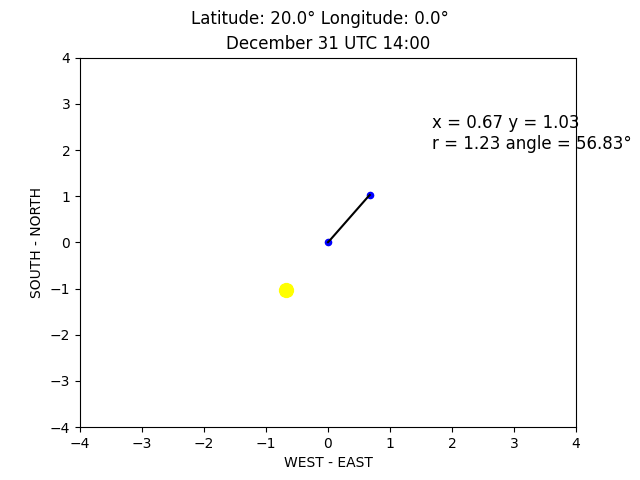 Latitude: 20.0° Longitude: 0.0°
December 31 UTC 14:00
x = 0.67 y = 1.03
r = 1.23 angle = 56.83°
SOUTH - NORTH
4
3
2
1
0
−1
−2
−3
−4
−4 −3 −2 −1 0 1 2 3 4
WEST - EAST